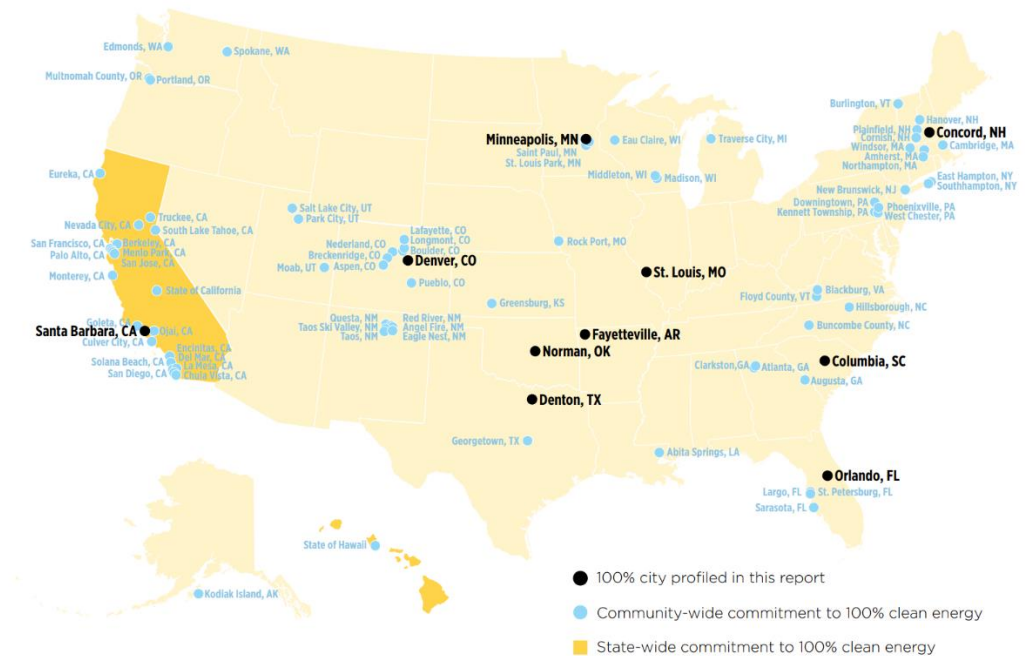 Edmonds, WA
Spokane, WA
Multnomah County, OR
Portland, OR
Burlington, VT
Hanover, NH
Plainfield, NH
Concord, NH
Cornish, NH
Cambridge, MA
Windsor, MA
Amherst, MA
Northampton, MA
Minneapolis, MN
Eau Claire, WI
Traverse City, MI
Saint Paul, MN
St. Louis Park, MN
Middleton, WI
Madison, WI
East Hampton, NY
Southhampton, NY
New Brunswick, NJ
Downingtown, PA
Phoenixville, PA
Kennett Township, PA
West Chester, PA
Eureka, CA
Salt Lake City, UT
Park City, UT
Truckee, CA
Nevada City, CA
South Lake Tahoe, CA
Lafayette, CO
Longmont, CO
Nederland, CO
Boulder, CO
Breckenridge, CO
Denver, CO
Aspen, CO
Moab, UT
Rock Port, MO
San Francisco, CA
Berkeley, CA
Palo Alto, CA
Menlo Park, CA
San Jose, CA
Monterey, CA
State of California
Pueblo, CO
St. Louis, MO
Greensburg, KS
Blackburg, VA
Floyd County, VT
Hillsborough, NC
Buncombe County, NC
Questa, NM
Red River, NM
Taos Ski Valley, NM
Angel Fire, NM
Taos, NM
Eagle Nest, NM
Goleta, CA
Santa Barbara, CA
Ojai, CA
Culver City, CA
Encinitas, CA
Del Mar, CA
Solana Beach, CA
La Mesa, CA
San Diego, CA
Chula Vista, CA
Fayetteville, AR
Norman, OK
Columbia, SC
Clarkston,GA
Atlanta, GA
Augusta, GA
Denton, TX
Georgetown, TX
Abita Springs, LA
Orlando, FL
Largo, FL
St. Petersburg, FL
Sarasota, FL
State of Hawaii
Kodiak Island, AK
100% city profiled in this report
Community-wide commitment to 100% clean energy
State-wide commitment to 100% clean energy